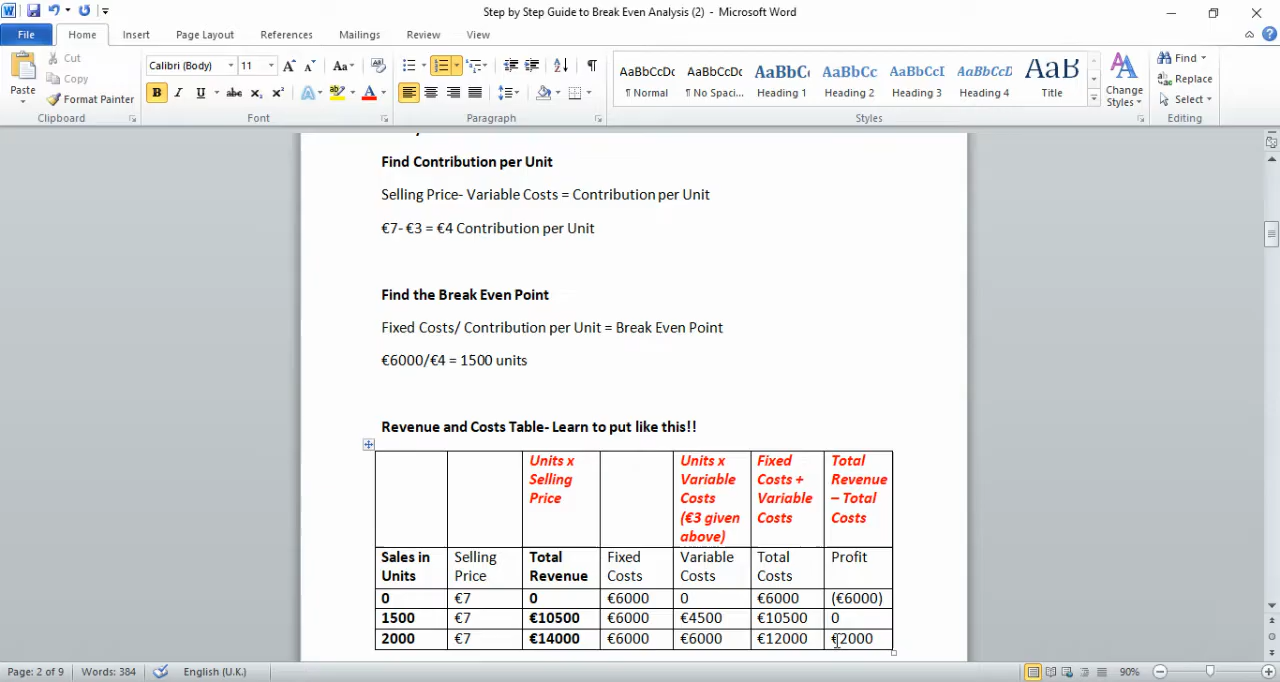 Step by Step Guide to Break Even Analysis (2) - Microsoft Word
File Home Insert Page Layout References Mailings Review View
Cut
Copy
Format Painter
Paste
Calibri (Body) 11
AaBbCcDc AaBbCcDc AaBbC AaBbCc AaBbCcI AaBbCcD AaB
¶ Normal ¶ No Spaci... Heading 1 Heading 2 Heading 3 Heading 4 Title
Change Styles
Find
Replace
Select
Clipboard Font Paragraph Styles Editing
Find Contribution per Unit
Selling Price- Variable Costs = Contribution per Unit
€7- €3 = €4 Contribution per Unit
Find the Break Even Point
Fixed Costs/ Contribution per Unit = Break Even Point
€6000/€4 = 1500 units
Revenue and Costs Table- Learn to put like this!!
Units x Selling Price
Units x Variable Costs (€3 given above)
Fixed Costs + Variable Costs
Total Revenue – Total Costs
Sales in Units Selling Price Total Revenue Fixed Costs Variable Costs Total Costs Profit
0 €7 0 €6000 0 €6000 (€6000)
1500 €7 €10500 €6000 €4500 €10500 0
2000 €7 €14000 €6000 €6000 €12000 €2000
Page: 2 of 9 Words: 384 English (U.K.) 90%